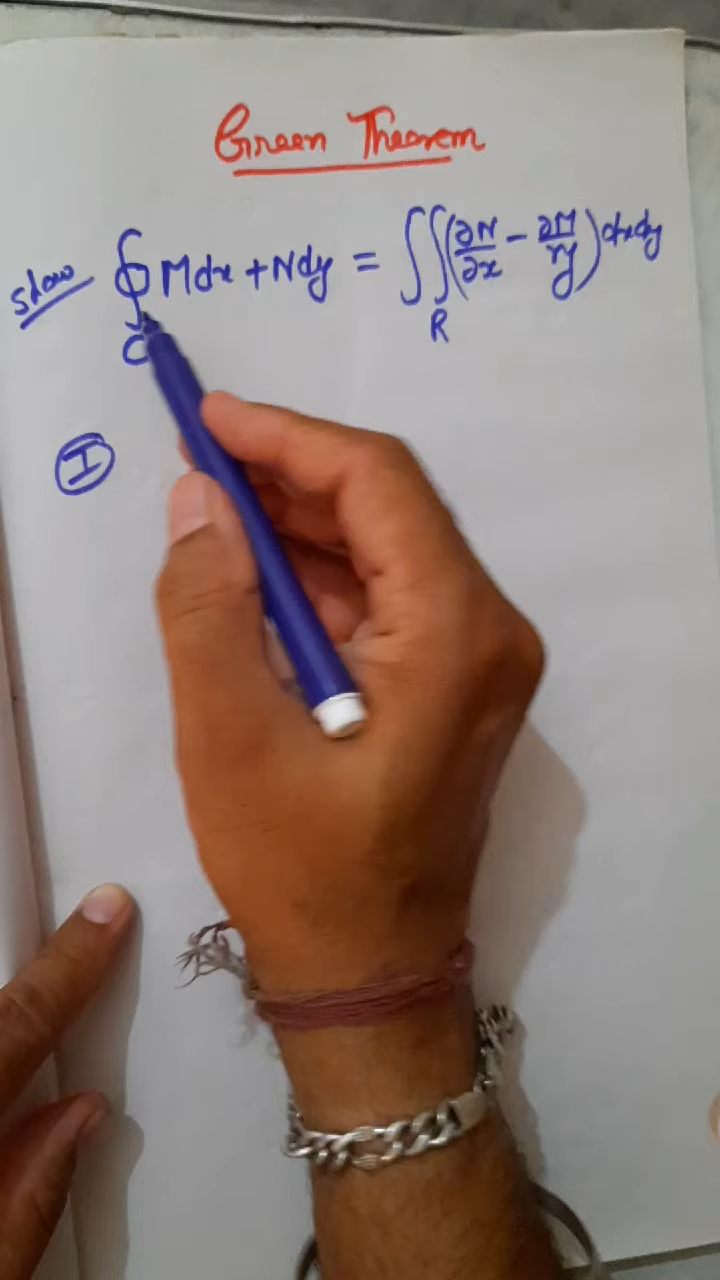 Green Theorem
Show ∮ Mdx + Ndy = ∬ (∂N/∂x − ∂M/∂y) dxdy
C R
I